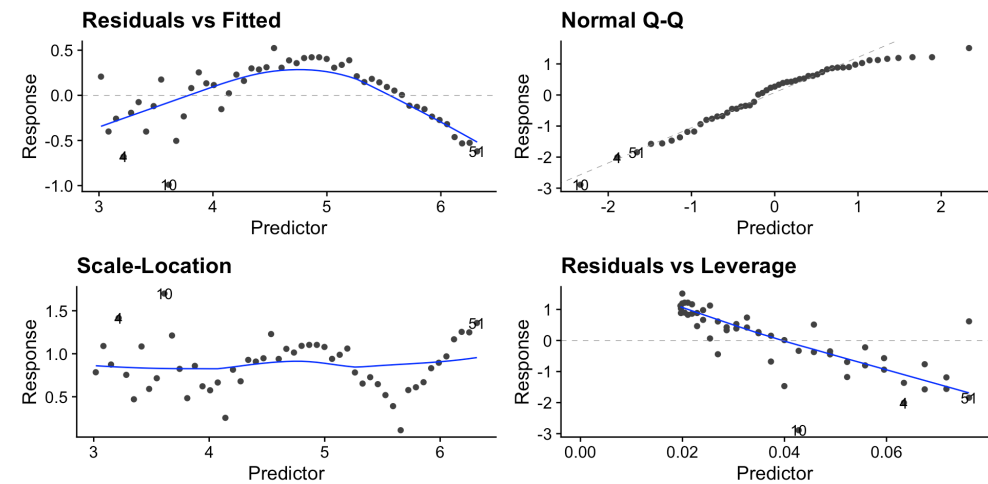 Residuals vs Fitted
Response
0.5
0.0
-0.5
-1.0
4
10
51
3 4 5 6
Predictor
Normal Q-Q
Response
1
0
-1
-2
-3
10
4 51
-2 -1 0 1 2
Predictor
Scale-Location
Response
1.5
1.0
0.5
10
4
51
3 4 5 6
Predictor
Residuals vs Leverage
Response
1
0
-1
-2
-3
51
4
10
0.00 0.02 0.04 0.06
Predictor